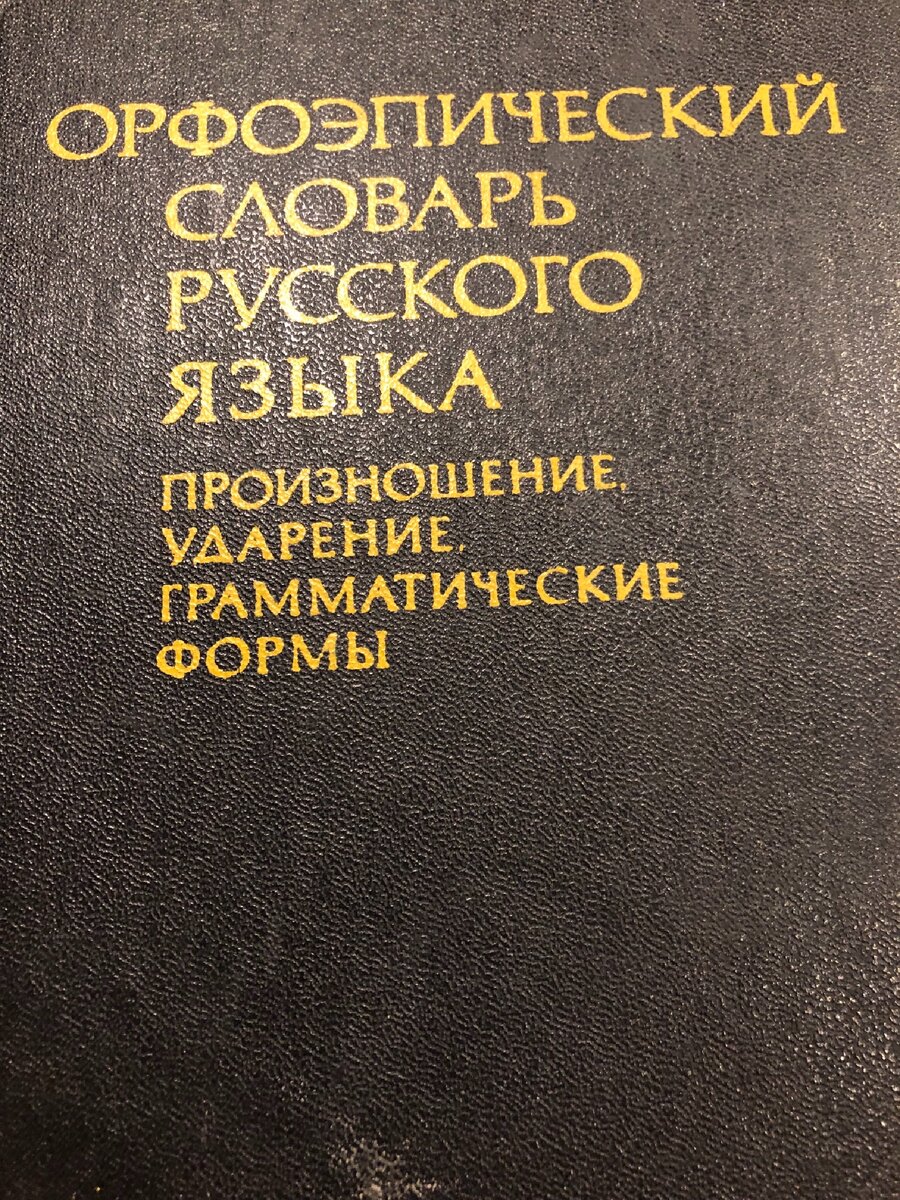 ОРФОЭПИЧЕСКИЙ
СЛОВАРЬ
РУССКОГО
ЯЗЫКА
ПРОИЗНОШЕНИЕ,
УДАРЕНИЕ,
ГРАММАТИЧЕСКИЕ
ФОРМЫ